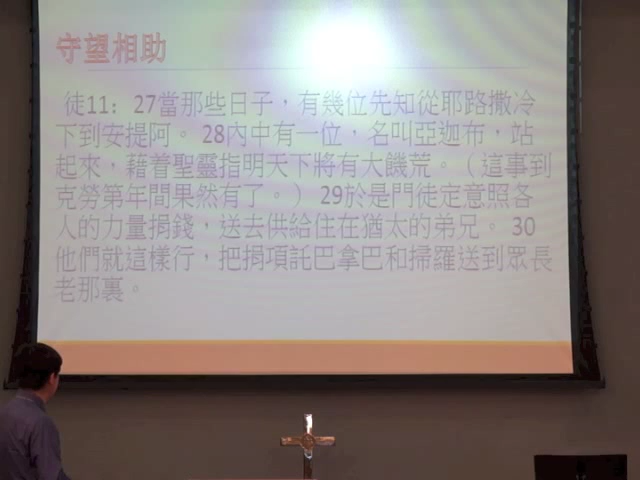 守望相助
徒11：27當那些日子，有幾位先知從耶路撒冷
下到安提阿。28內中有一位，名叫亞迦布，站
起來，藉着聖靈指明天下將有大饑荒。（這事到
克勞第年間果然有了。）29於是門徒定意照各
人的力量捐錢，送去供給住在猶太的弟兄。30
他們就這樣行，把捐項託巴拿巴和掃羅送到眾長
老那裏。